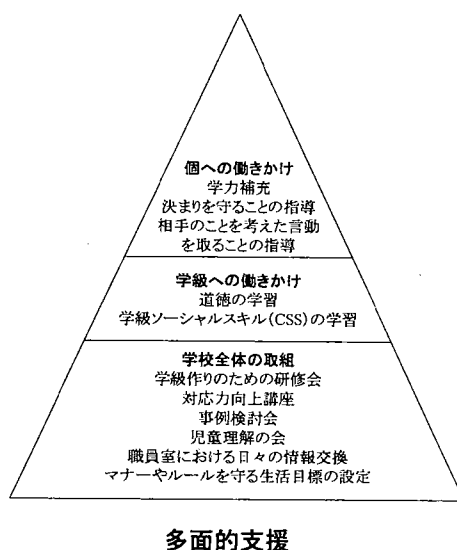 個への働きかけ
学力補充
決まりを守ることの指導
相手のことを考えた言動
を取ることの指導
学級への働きかけ
道徳の学習
学級ソーシャルスキル(CSS)の学習
学校全体の取組
学級作りのための研修会
対応力向上講座
事例検討会
児童理解の会
職員室における日々の情報交換
マナーやルールを守る生活目標の設定
多面的支援